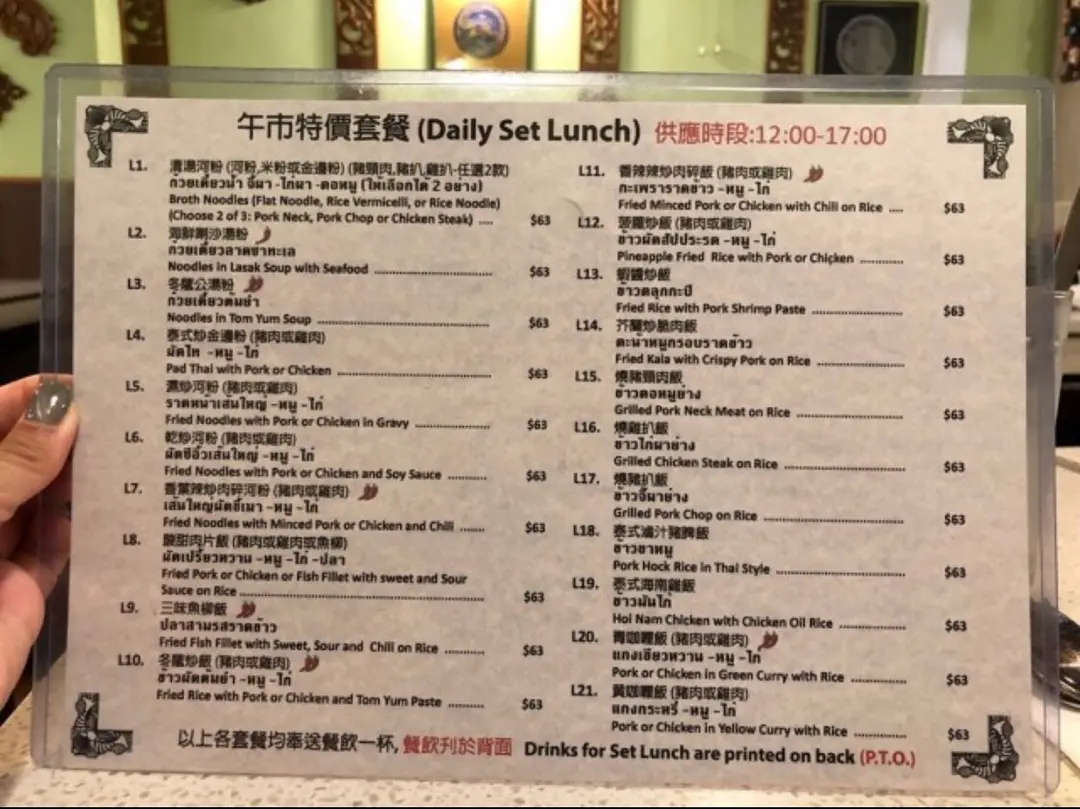 午市特價套餐 (Daily Set Lunch) 供應時段:12:00-17:00
L1. 清湯河粉 (河粉,米粉或金邊粉) (豬頸肉,豬扒,雞扒-任選2款)
ก๋วยเตี๋ยวน้ำ จี้ผา -ไก่ผา -คอหมู (ให้เลือกได้ 2 อย่าง)
Broth Noodles (Flat Noodle, Rice Vermicelli, or Rice Noodle)
(Choose 2 of 3: Pork Neck, Pork Chop or Chicken Steak) .... $63
L2. 海鮮喇沙湯粉
ก๋วยเตี๋ยวลาดซาทะเล
Noodles in Lasak Soup with Seafood .... $63
L3. 冬蔭公湯粉
ก๋วยเตี๋ยวต้มยำ
Noodles in Tom Yum Soup .... $63
L4. 泰式炒金邊粉 (豬肉或雞肉)
ผัดไท -หมู -ไก่
Pad Thai with Pork or Chicken .... $63
L5. 濕炒河粉 (豬肉或雞肉)
ราดหน้าเส้นใหญ่ -หมู -ไก่
Fried Noodles with Pork or Chicken in Gravy .... $63
L6. 乾炒河粉 (豬肉或雞肉)
ผัดซีอิ้วเส้นใหญ่ -หมู -ไก่
Fried Noodles with Pork or Chicken and Soy Sauce .... $63
L7. 香葉辣炒肉碎河粉 (豬肉或雞肉)
เส้นใหญ่ผัดขี้เมา -หมู -ไก่
Fried Noodles with Minced Pork or Chicken and Chili .... $63
L8. 酸甜肉片飯 (豬肉或雞肉或魚柳)
ผัดเปรี้ยวหวาน -หมู -ไก่ -ปลา
Fried Pork or Chicken or Fish Fillet with sweet and Sour
Sauce on Rice .... $63
L9. 三味魚柳飯
ปลาสามรสราดข้าว
Fried Fish Fillet with Sweet, Sour and Chili on Rice .... $63
L10. 冬蔭炒飯 (豬肉或雞肉)
ข้าวผัดต้มยำ -หมู -ไก่
Fried Rice with Pork or Chicken and Tom Yum Paste .... $63
L11. 香辣辣炒肉碎飯 (豬肉或雞肉)
กะเพราราดข้าว -หมู -ไก่
Fried Minced Pork or Chicken with Chili on Rice .... $63
L12. 菠蘿炒飯 (豬肉或雞肉)
ข้าวผัดสัปประรด -หมู -ไก่
Pineapple Fried Rice with Pork or Chicken .... $63
L13. 蝦醬炒飯
ข้าวคลุกกะปิ
Fried Rice with Pork Shrimp Paste .... $63
L14. 芥蘭炒脆肉飯
คะน้าหมูกรอบราดข้าว
Fried Kala with Crispy Pork on Rice .... $63
L15. 燒豬頸肉飯
ข้าวคอหมูย่าง
Grilled Pork Neck Meat on Rice .... $63
L16. 燒雞扒飯
ข้าวไก่ผาย่าง
Grilled Chicken Steak on Rice .... $63
L17. 燒豬扒飯
ข้าวจี้ผาย่าง
Grilled Pork Chop on Rice .... $63
L18. 泰式滷汁豬脾飯
ข้าวขาหมู
Pork Hock Rice in Thai Style .... $63
L19. 泰式海南雞飯
ข้าวมันไก่
Hoi Nam Chicken with Chicken Oil Rice .... $63
L20. 青咖喱飯 (豬肉或雞肉)
แกงเขียวหวาน -หมู -ไก่
Pork or Chicken in Green Curry with Rice .... $63
L21. 黃咖喱飯 (豬肉或雞肉)
แกงกระหรี่ -หมู -ไก่
Pork or Chicken in Yellow Curry with Rice .... $63
以上各套餐均奉送餐飲一杯, 餐飲列於背面 Drinks for Set Lunch are printed on back (P.T.O.)